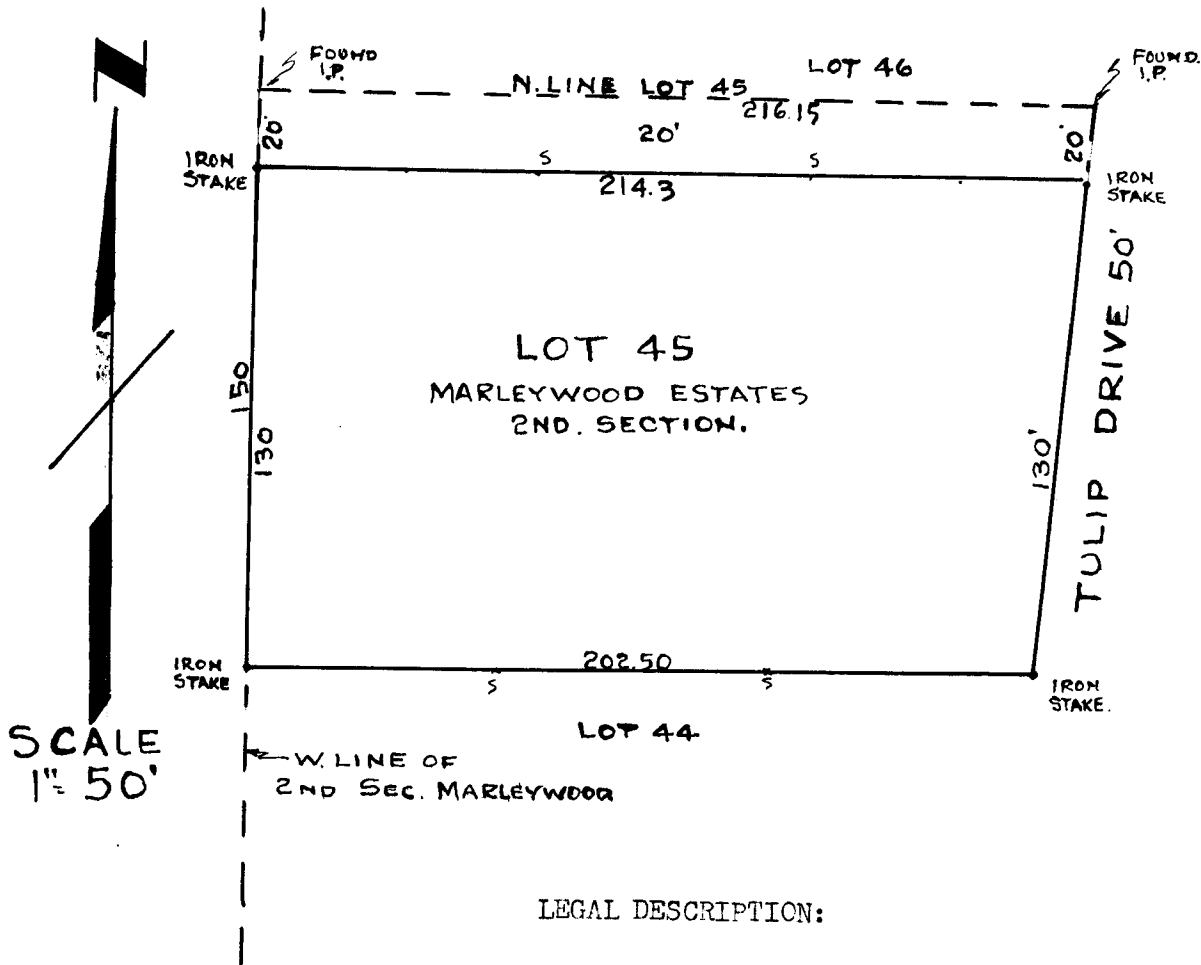 N
FOUND
I.P.
N. LINE LOT 45
216.15
LOT 46
FOUND.
I.P.
20'
20'
20'
IRON
STAKE
214.3
IRON
STAKE
LOT 45
MARLEYWOOD ESTATES
2ND. SECTION.
150
130
130'
TULIP DRIVE 50'
IRON
STAKE
202.50
IRON
STAKE.
S
S
S
S
LOT 44
SCALE
1"= 50'
W. LINE OF
2ND SEC. MARLEYWOOD
LEGAL DESCRIPTION: